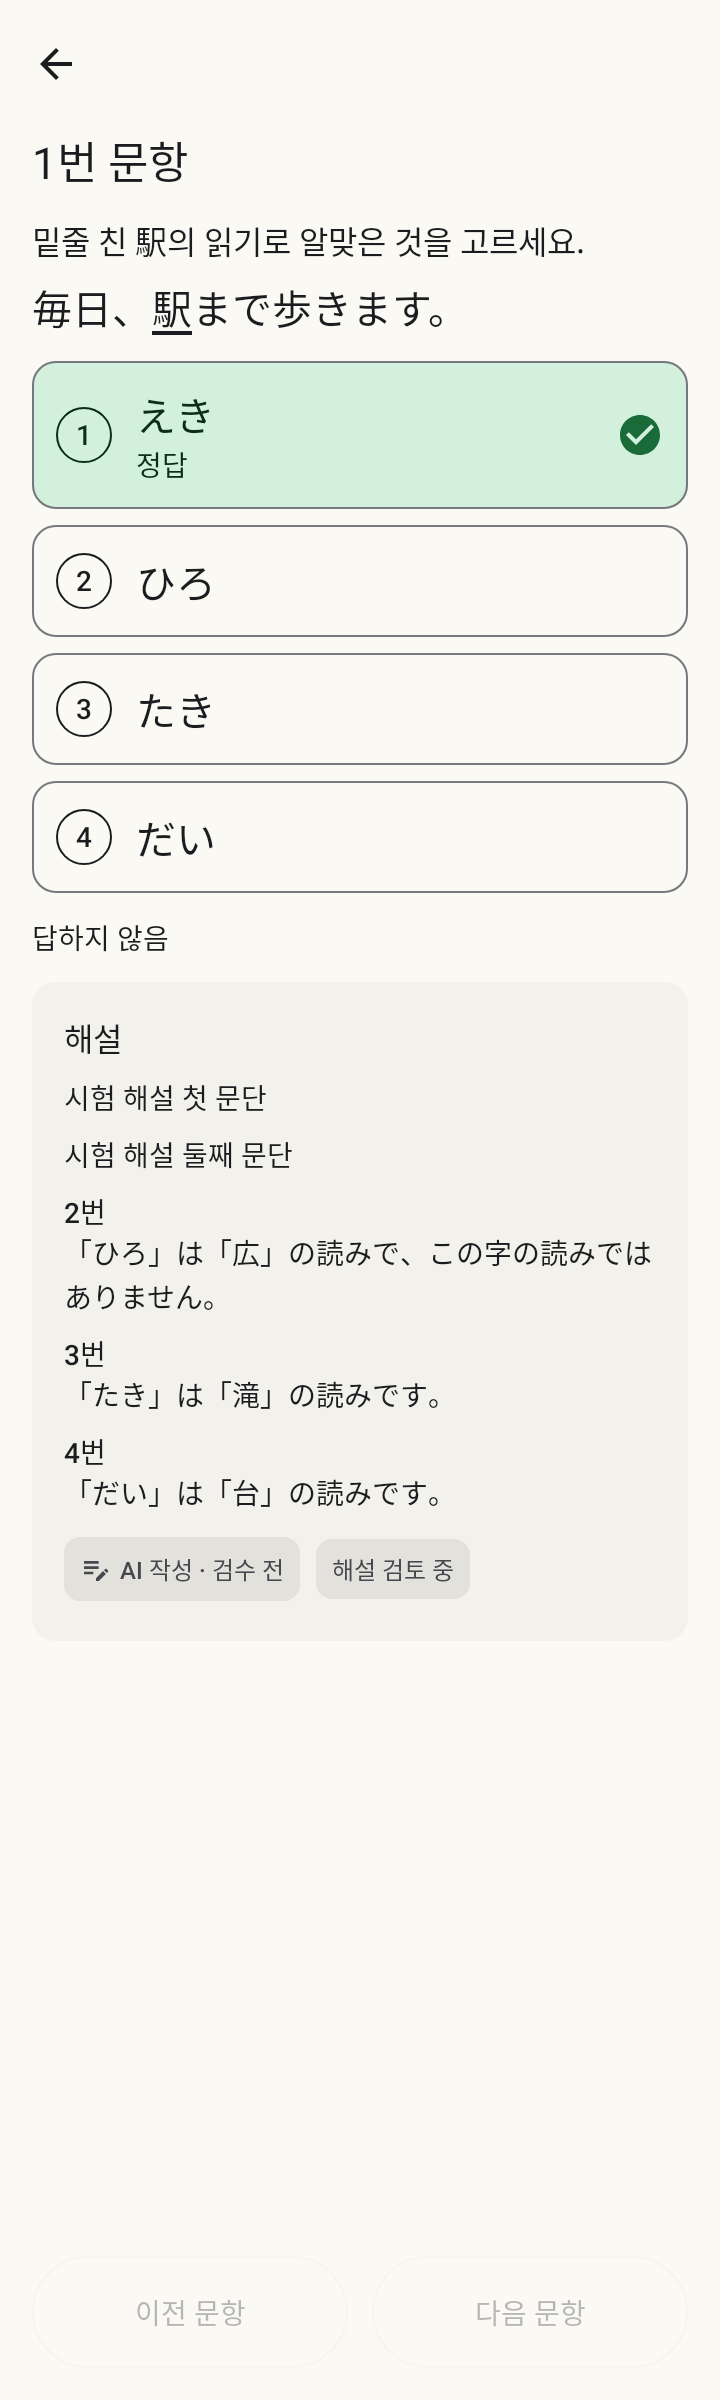 1번 문항
밑줄 친 駅의 읽기로 알맞은 것을 고르세요.
毎日、駅まで歩きます。
1 えき
정답
2 ひろ
3 たき
4 だい
답하지 않음
해설
시험 해설 첫 문단
시험 해설 둘째 문단
2번
「ひろ」は「広」の読みで、この字の読みでは
ありません。
3번
「たき」は「滝」の読みです。
4번
「だい」は「台」の読みです。
AI 작성 · 검수 전 해설 검토 중
이전 문항 다음 문항